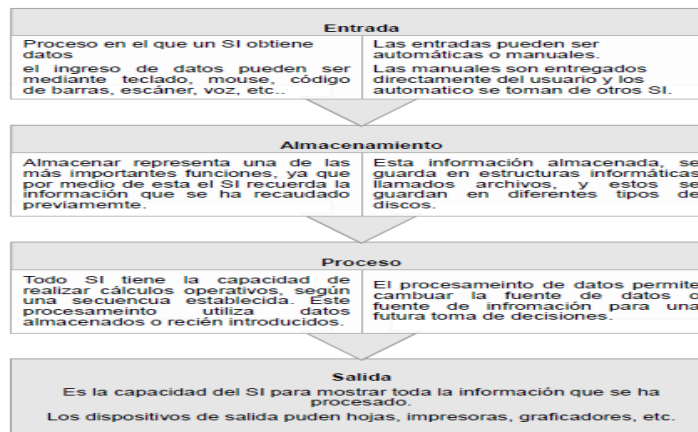 Entrada
Proceso en el que un SI obtiene
datos
el ingreso de datos pueden ser
mediante teclado, mouse, código
de barras, escáner, voz, etc..
Las entradas pueden ser
automáticas o manuales.
Las manuales son entregados
directamente del usuario y los
automatico se toman de otros SI.
Almacenamiento
Almacenar representa una de las
más importantes funciones, ya que
por medio de esta el SI recuerda la
información que se ha recaudado
previamemte.
Esta información almacenada, se
guarda en estructuras informáticas
llamados archivos, y estos se
guardan en diferentes tipos de
discos.
Proceso
Todo SI tiene la capacidad de
realizar cálculos operativos, según
una secuencua establecida. Este
procesameinto utiliza datos
almacenados o recién introducidos.
El procesameinto de datos permite
cambuar la fuente de datos o
fuente de infromación para una
futura toma de decisiones.
Salida
Es la capacidad del SI para mostrar toda la información que se ha
procesado.
Los dispositivos de salida puden hojas, impresoras, graficadores, etc.